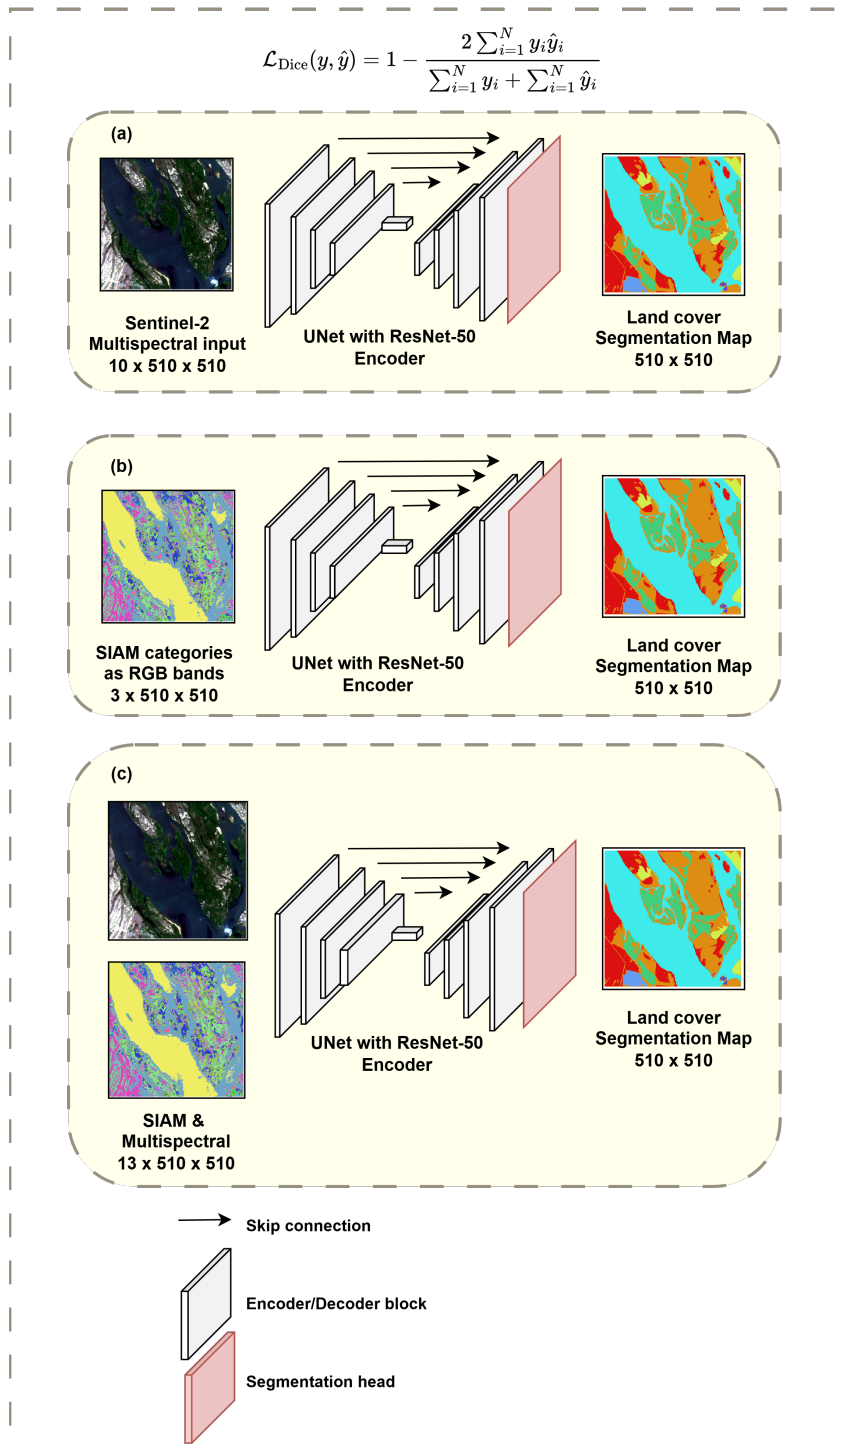 $\mathcal{L}_{\mathrm{Dice}}(y, \hat{y}) = 1 - \frac{2 \sum_{i=1}^{N} y_i \hat{y}_i}{\sum_{i=1}^{N} y_i + \sum_{i=1}^{N} \hat{y}_i}$
(a)
Sentinel-2
Multispectral input
10 x 510 x 510
UNet with ResNet-50
Encoder
Land cover
Segmentation Map
510 x 510
(b)
SIAM categories
as RGB bands
3 x 510 x 510
UNet with ResNet-50
Encoder
Land cover
Segmentation Map
510 x 510
(c)
SIAM &
Multispectral
13 x 510 x 510
UNet with ResNet-50
Encoder
Land cover
Segmentation Map
510 x 510
Skip connection
Encoder/Decoder block
Segmentation head